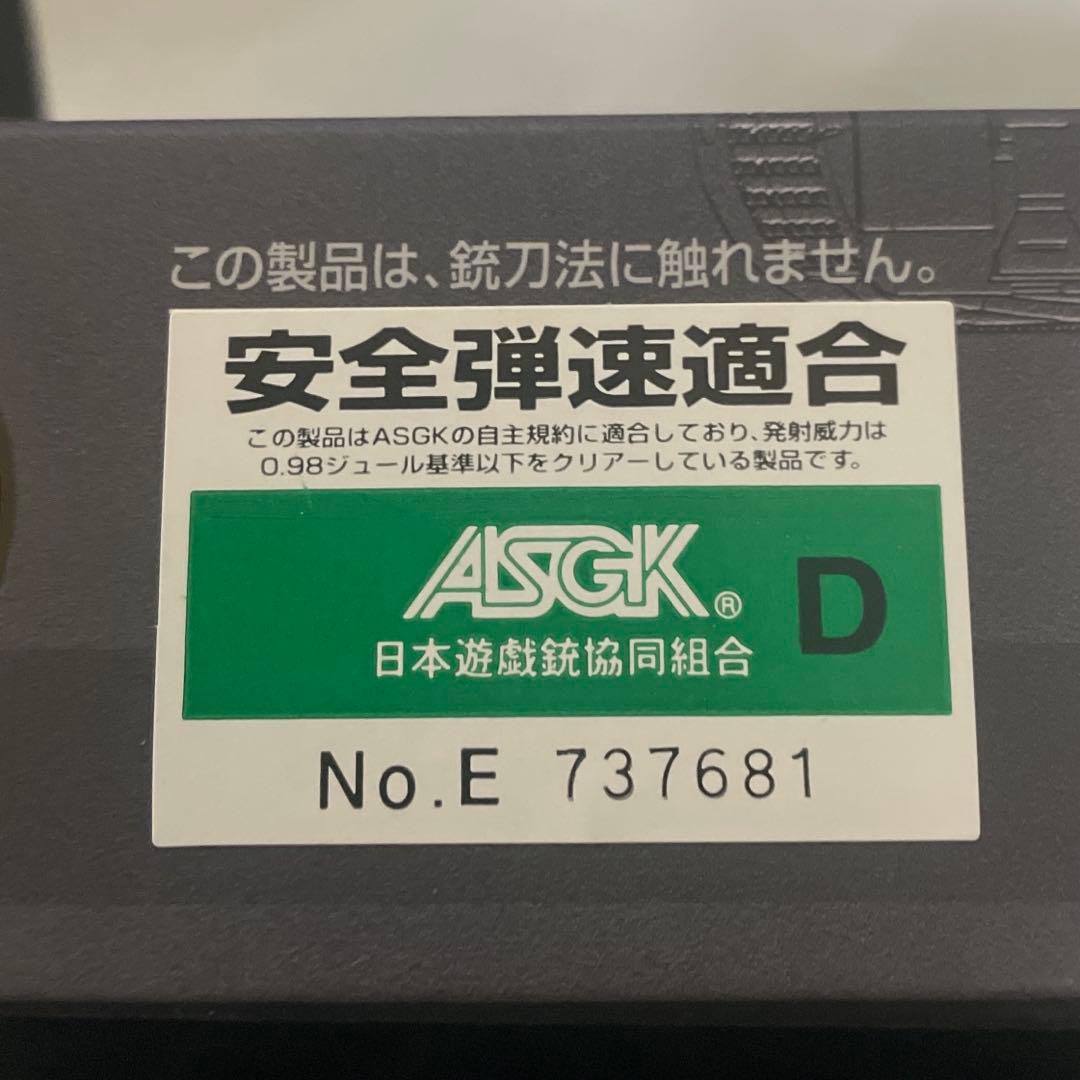 この製品は、銃刀法に触れません。
安全弾速適合
この製品はASGKの自主規約に適合しており、発射威力は
0.98ジュール基準以下をクリアーしている製品です。
ASGK® D
日本遊戯銃協同組合
No.E 737681